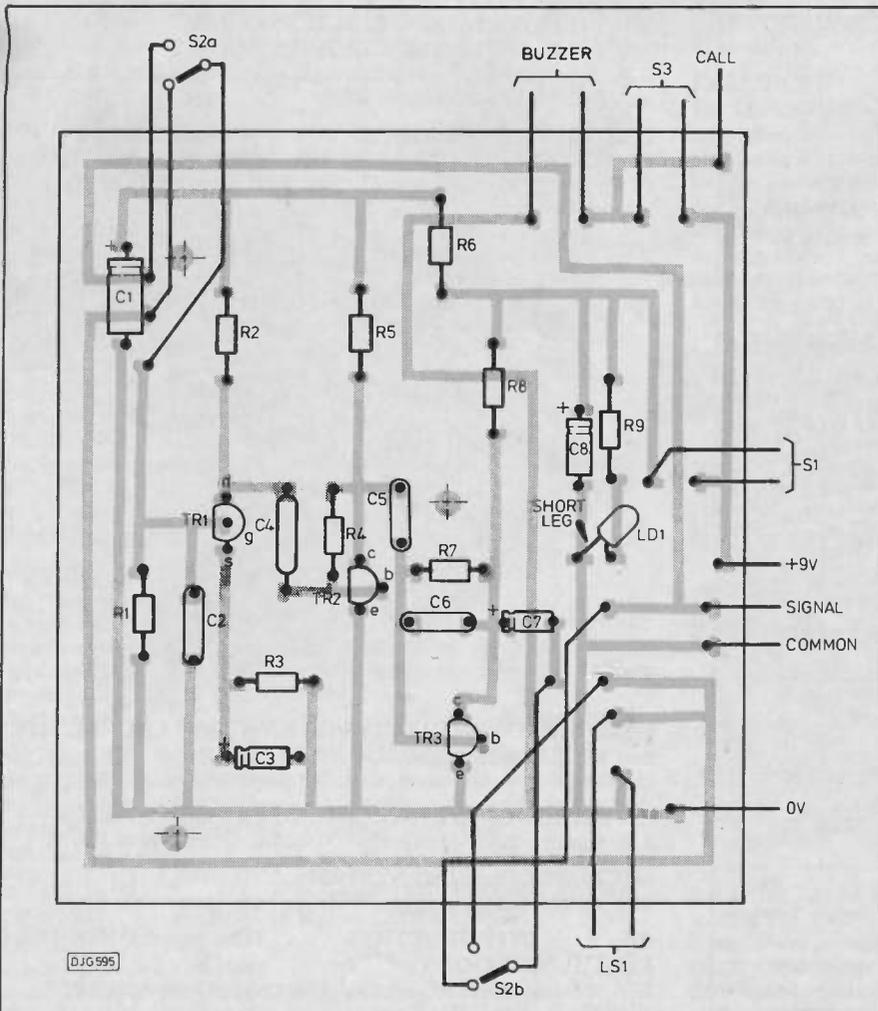 S2a
BUZZER
S3
CALL
+
C1
R6
R2
R5
R8
+
C8
R9
S1
d
TR1
g
s
C4
R4
C5
SHORT
LEG
LD1
c
b
TR2
e
R7
+9V
R1
C2
C6
+
C7
SIGNAL
COMMON
R3
c
TR3
b
e
+
C3
0V
DJG595
S2b
LS1